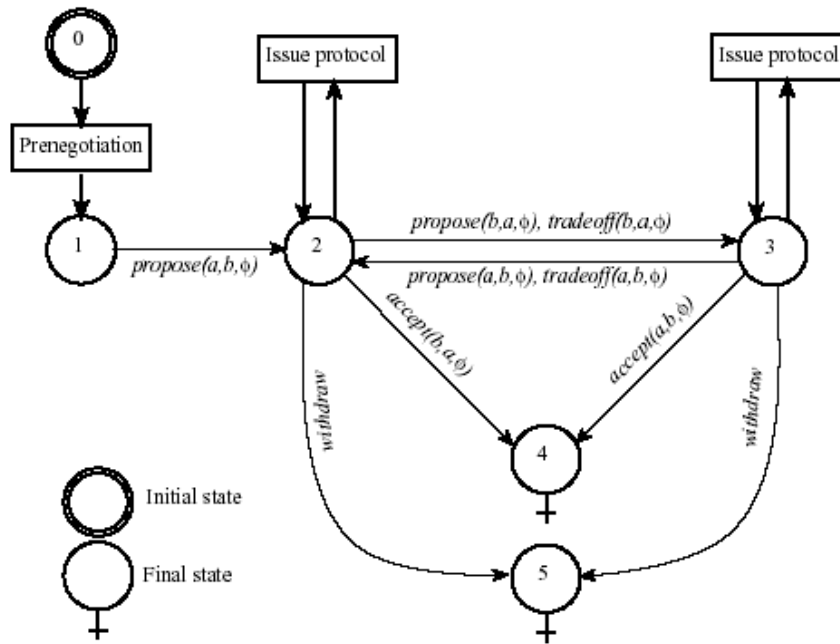 0
Issue protocol
Issue protocol
Prenegotiation
1
2
3
propose(a,b,ϕ)
propose(b,a,ϕ), tradeoff(b,a,ϕ)
propose(a,b,ϕ), tradeoff(a,b,ϕ)
accept(b,a,ϕ)
accept(a,b,ϕ)
withdraw
withdraw
4
5
Initial state
Final state